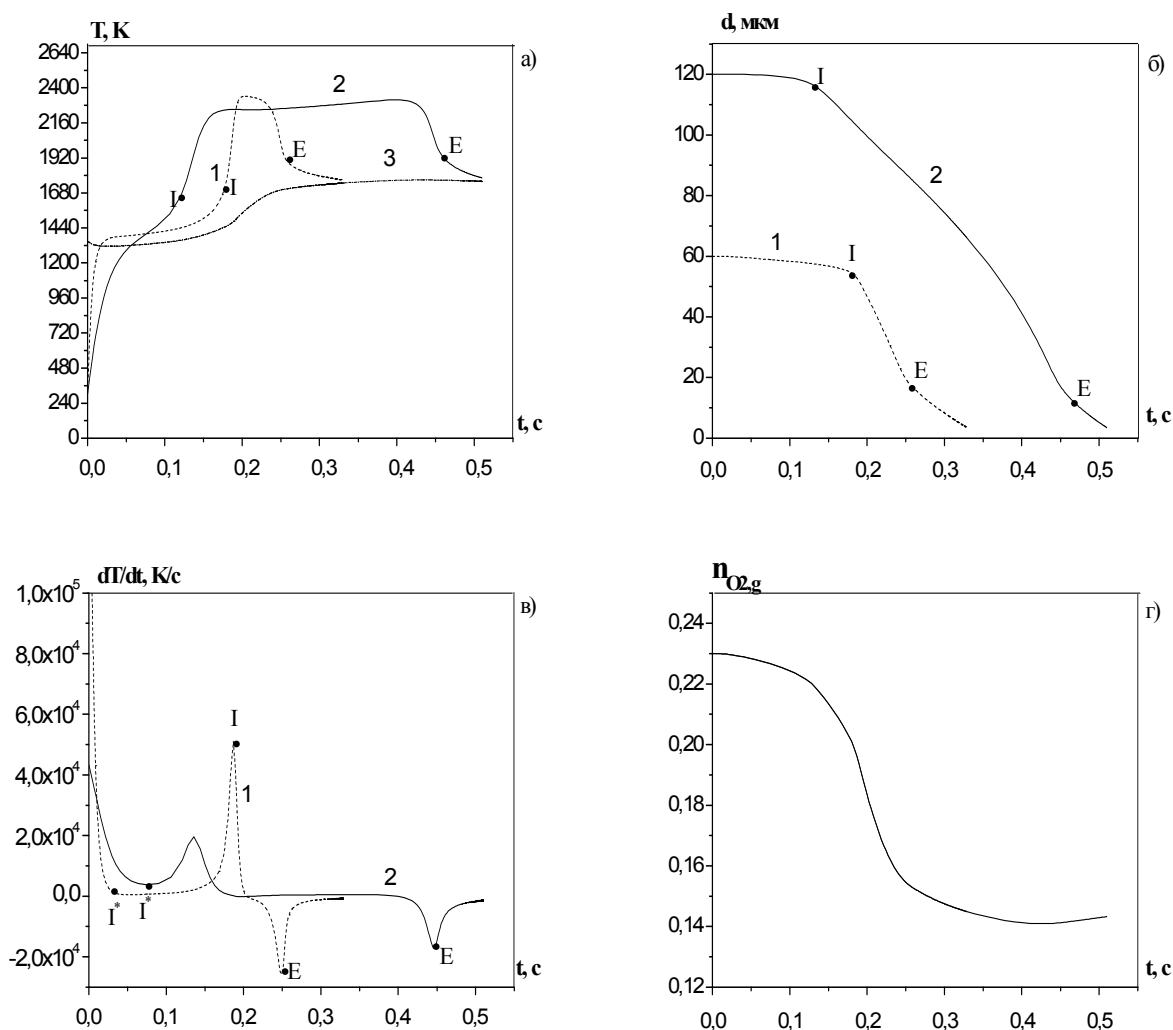 T, K
а)
2640
2400
2160
1920
1680
1440
1200
960
720
480
240
0
2
1
3
I
I
E
E
t, c
0,0 0,1 0,2 0,3 0,4 0,5
d, мкм
б)
120
100
80
60
40
20
0
I
2
1
I
E
E
t, c
0,0 0,1 0,2 0,3 0,4 0,5
dT/dt, K/c
в)
1,0x10⁵
8,0x10⁴
6,0x10⁴
4,0x10⁴
2,0x10⁴
0,0
-2,0x10⁴
I
1
2
I* I*
E
E
t, c
0,0 0,1 0,2 0,3 0,4 0,5
n O2,g
г)
0,24
0,22
0,20
0,18
0,16
0,14
0,12
t, c
0,0 0,1 0,2 0,3 0,4 0,5